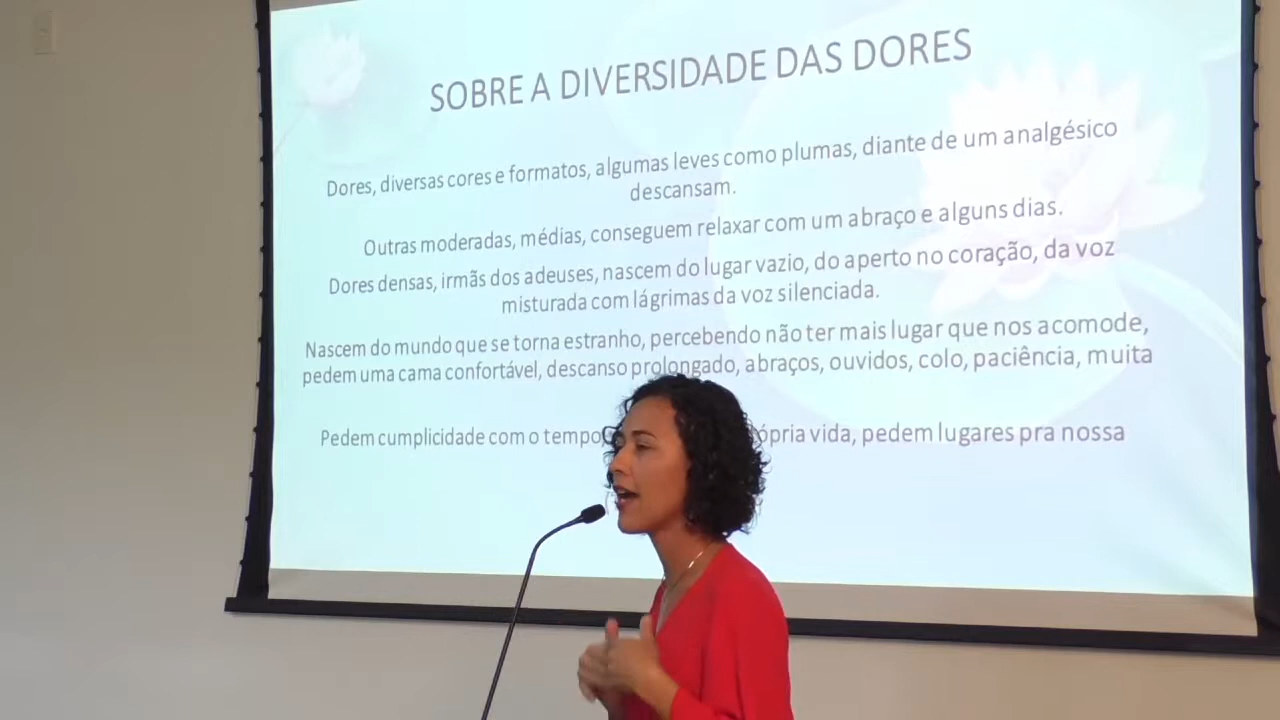 SOBRE A DIVERSIDADE DAS DORES
Dores, diversas cores e formatos, algumas leves como plumas, diante de um analgésico
descansam.
Outras moderadas, médias, conseguem relaxar com um abraço e alguns dias.
Dores densas, irmãs dos adeuses, nascem do lugar vazio, do aperto no coração, da voz
misturada com lágrimas da voz silenciada.
Nascem do mundo que se torna estranho, percebendo não ter mais lugar que nos acomode,
pedem uma cama confortável, descanso prolongado, abraços, ouvidos, colo, paciência, muita
Pedem cumplicidade com o tempo vida, pedem lugares pra nossa